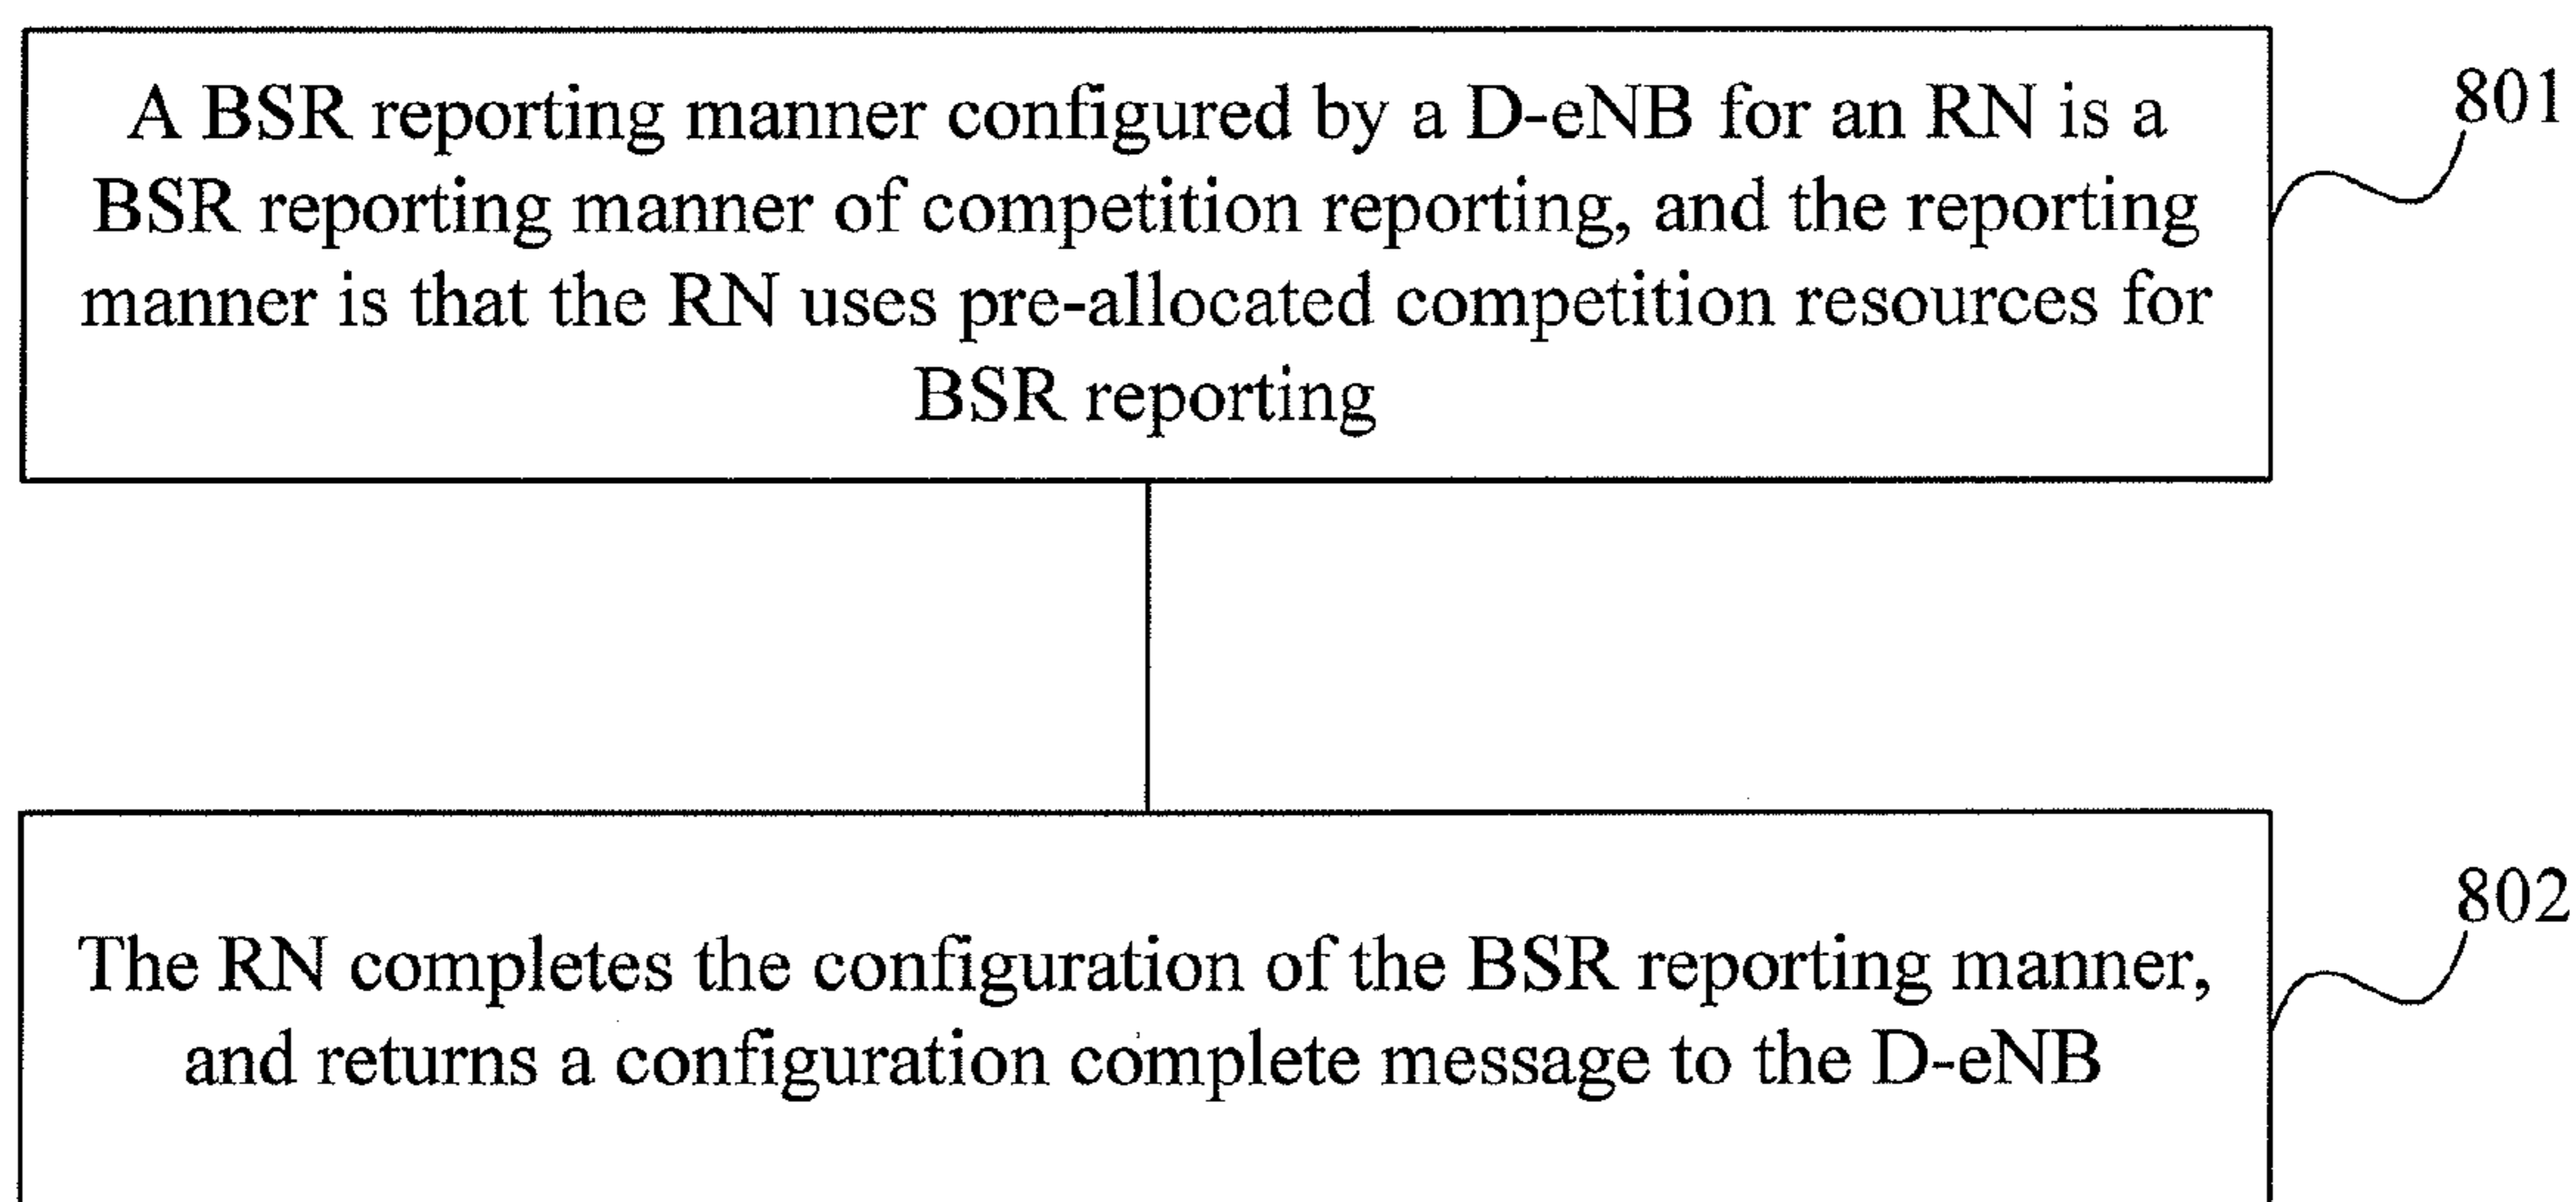 A BSR reporting manner configured by a D-eNB for an RN is a
BSR reporting manner of competition reporting, and the reporting
manner is that the RN uses pre-allocated competition resources for
BSR reporting
801
The RN completes the configuration of the BSR reporting manner,
and returns a configuration complete message to the D-eNB
802